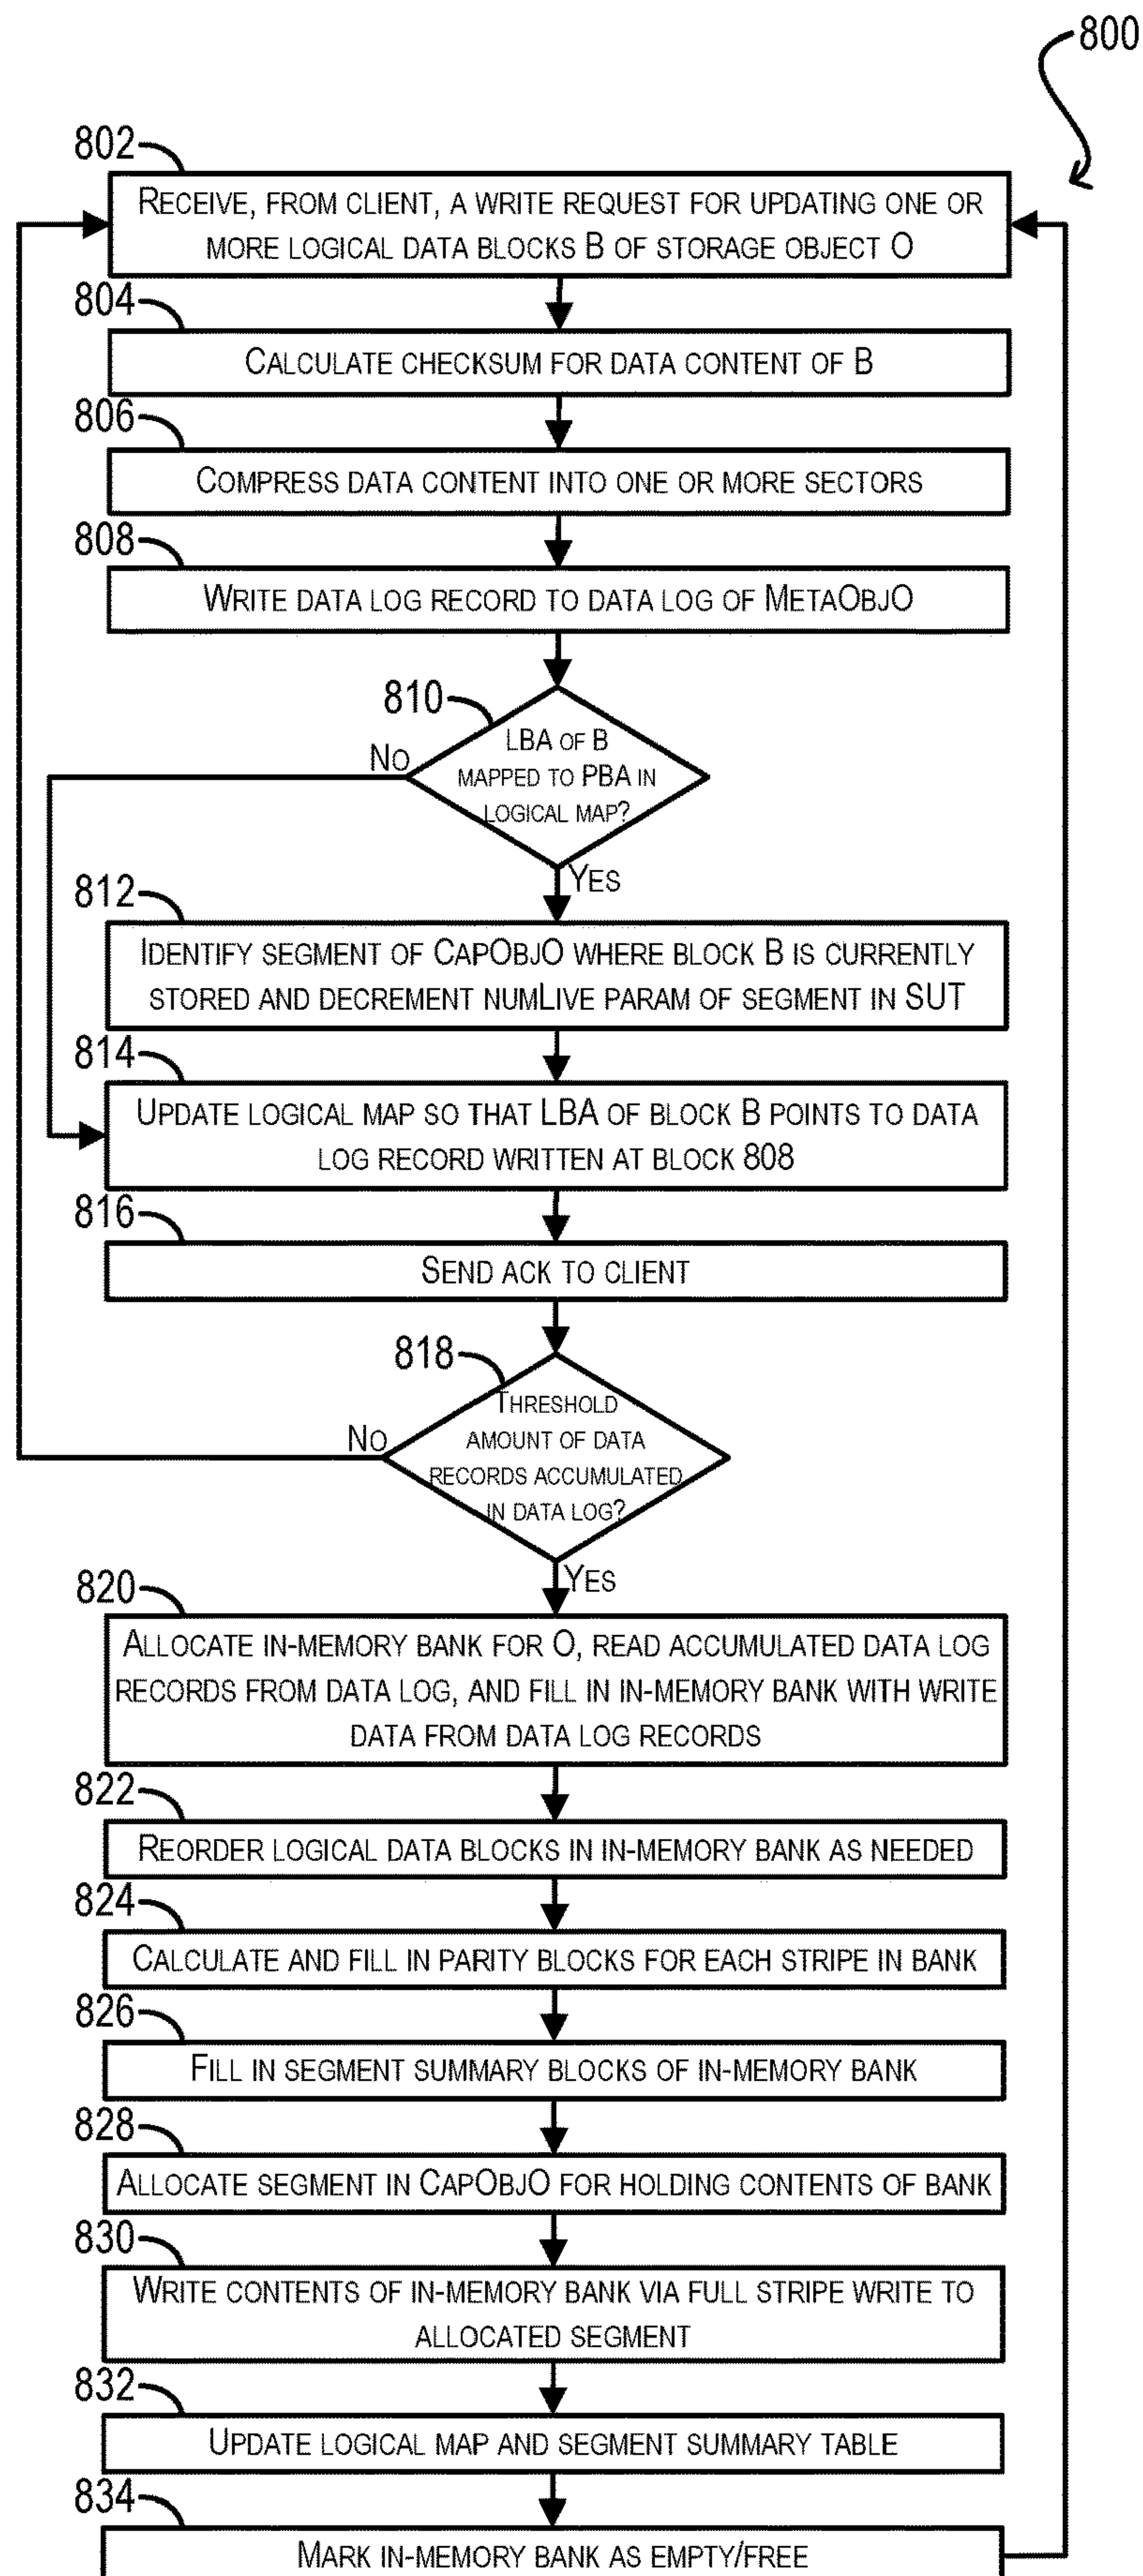 800
802
Receive, from client, a write request for updating one or
more logical data blocks B of storage object O
804
Calculate checksum for data content of B
806
Compress data content into one or more sectors
808
Write data log record to data log of MetaObjO
810
LBA of B
mapped to PBA in
logical map?
No
Yes
812
Identify segment of CapObjO where block B is currently
stored and decrement numLive param of segment in SUT
814
Update logical map so that LBA of block B points to data
log record written at block 808
816
Send ack to client
818
Threshold
amount of data
records accumulated
in data log?
No
Yes
820
Allocate in-memory bank for O, read accumulated data log
records from data log, and fill in in-memory bank with write
data from data log records
822
Reorder logical data blocks in in-memory bank as needed
824
Calculate and fill in parity blocks for each stripe in bank
826
Fill in segment summary blocks of in-memory bank
828
Allocate segment in CapObjO for holding contents of bank
830
Write contents of in-memory bank via full stripe write to
allocated segment
832
Update logical map and segment summary table
834
Mark in-memory bank as empty/free